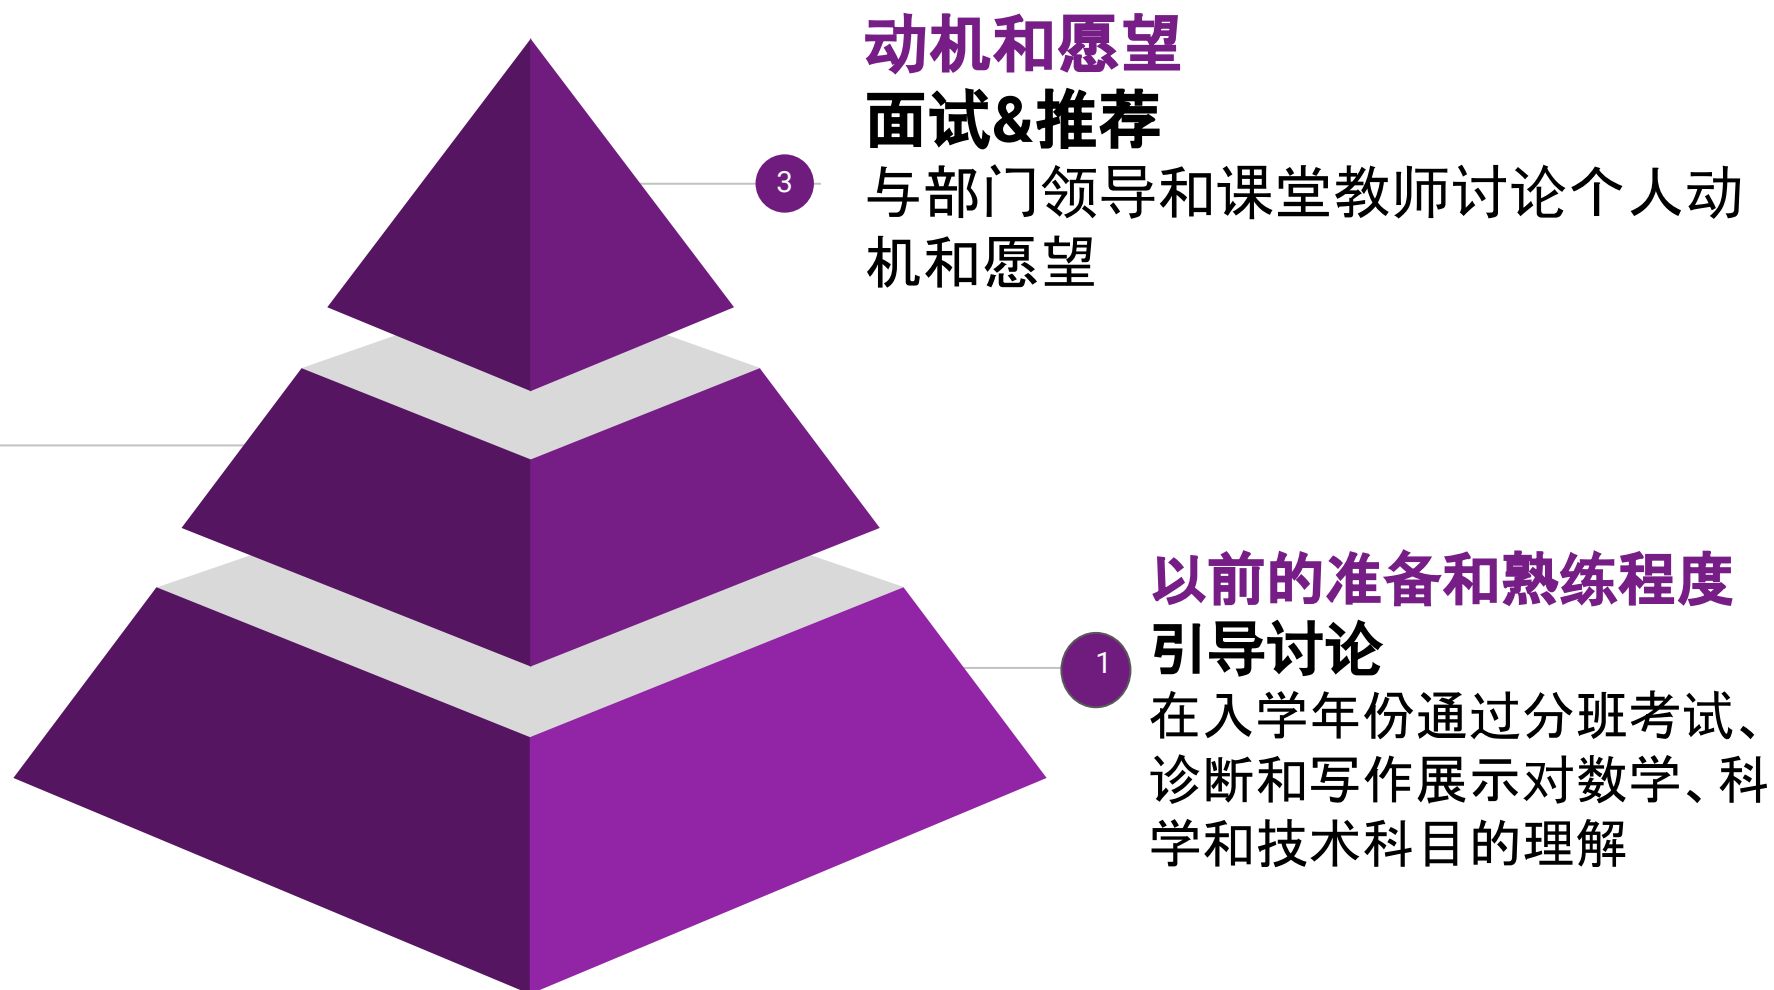 动机和愿望
面试&推荐
3
与部门领导和课堂教师讨论个人动
机和愿望
以前的准备和熟练程度
引导讨论
1
在入学年份通过分班考试、
诊断和写作展示对数学、科
学和技术科目的理解